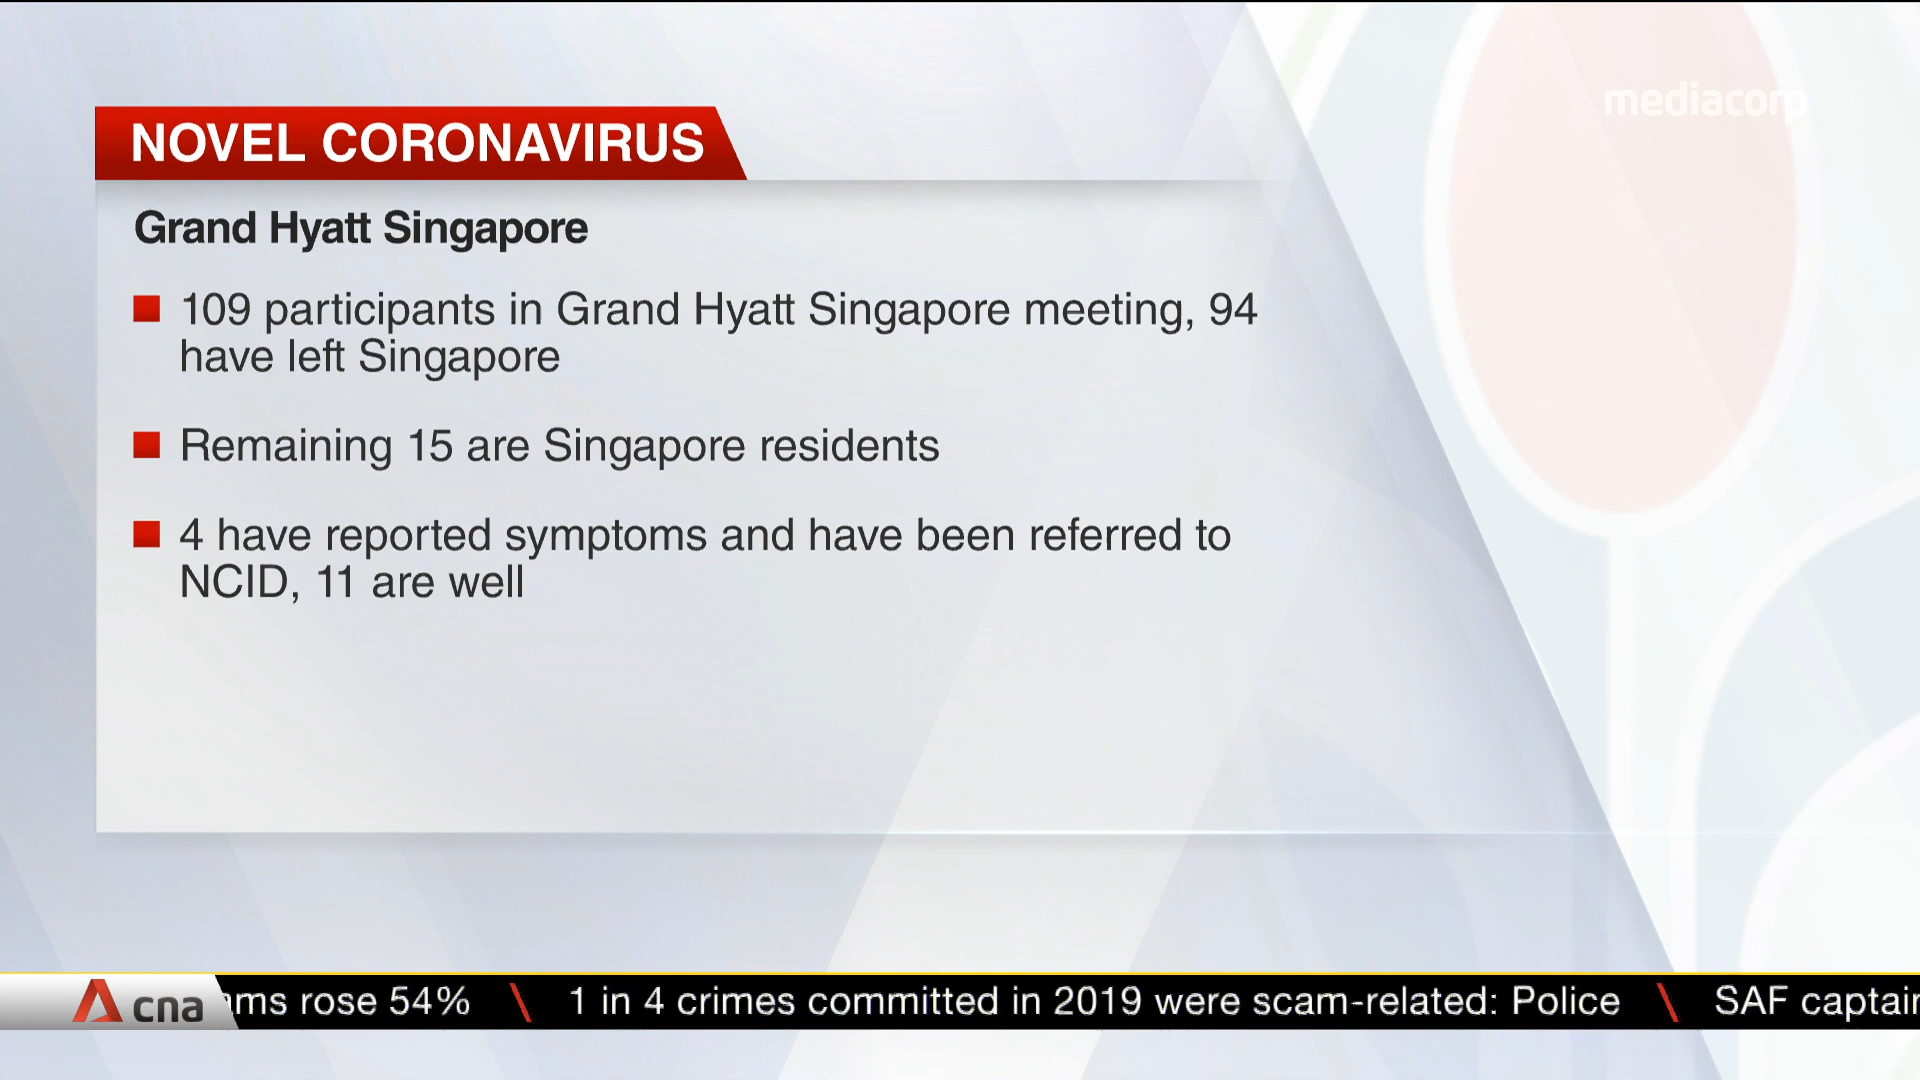 mediacorp
NOVEL CORONAVIRUS
Grand Hyatt Singapore
109 participants in Grand Hyatt Singapore meeting, 94
have left Singapore
Remaining 15 are Singapore residents
4 have reported symptoms and have been referred to
NCID, 11 are well
cna
ms rose 54% \ 1 in 4 crimes committed in 2019 were scam-related: Police \ SAF captain